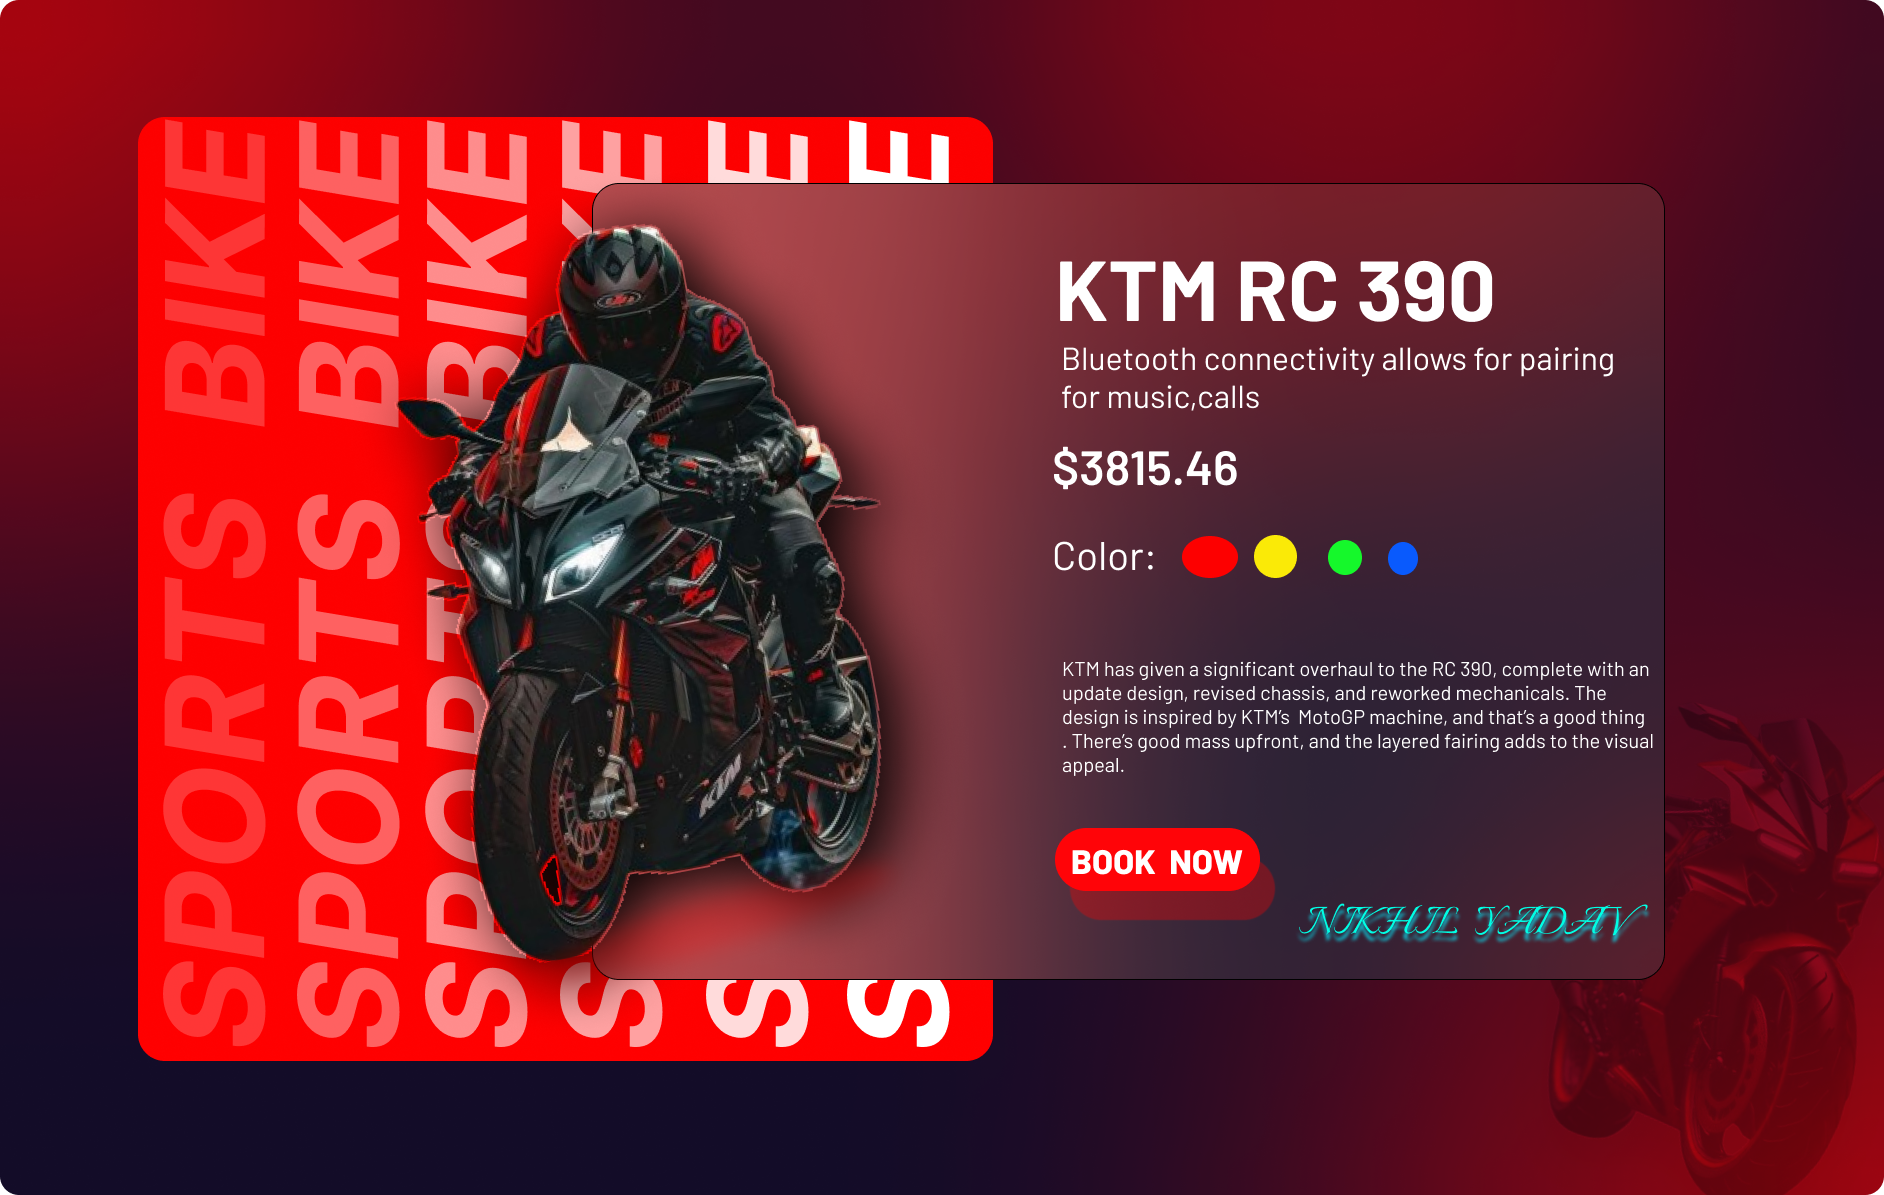 SPORTS BIKE
SPORTS BIKE
SPORTS BIKE
KTM RC 390
Bluetooth connectivity allows for pairing
for music,calls
$3815.46
Color:
KTM has given a significant overhaul to the RC 390, complete with an
update design, revised chassis, and reworked mechanicals. The
design is inspired by KTM’s MotoGP machine, and that’s a good thing
. There’s good mass upfront, and the layered fairing adds to the visual
appeal.
KTM
BOOK NOW
NIKHIL YADAV